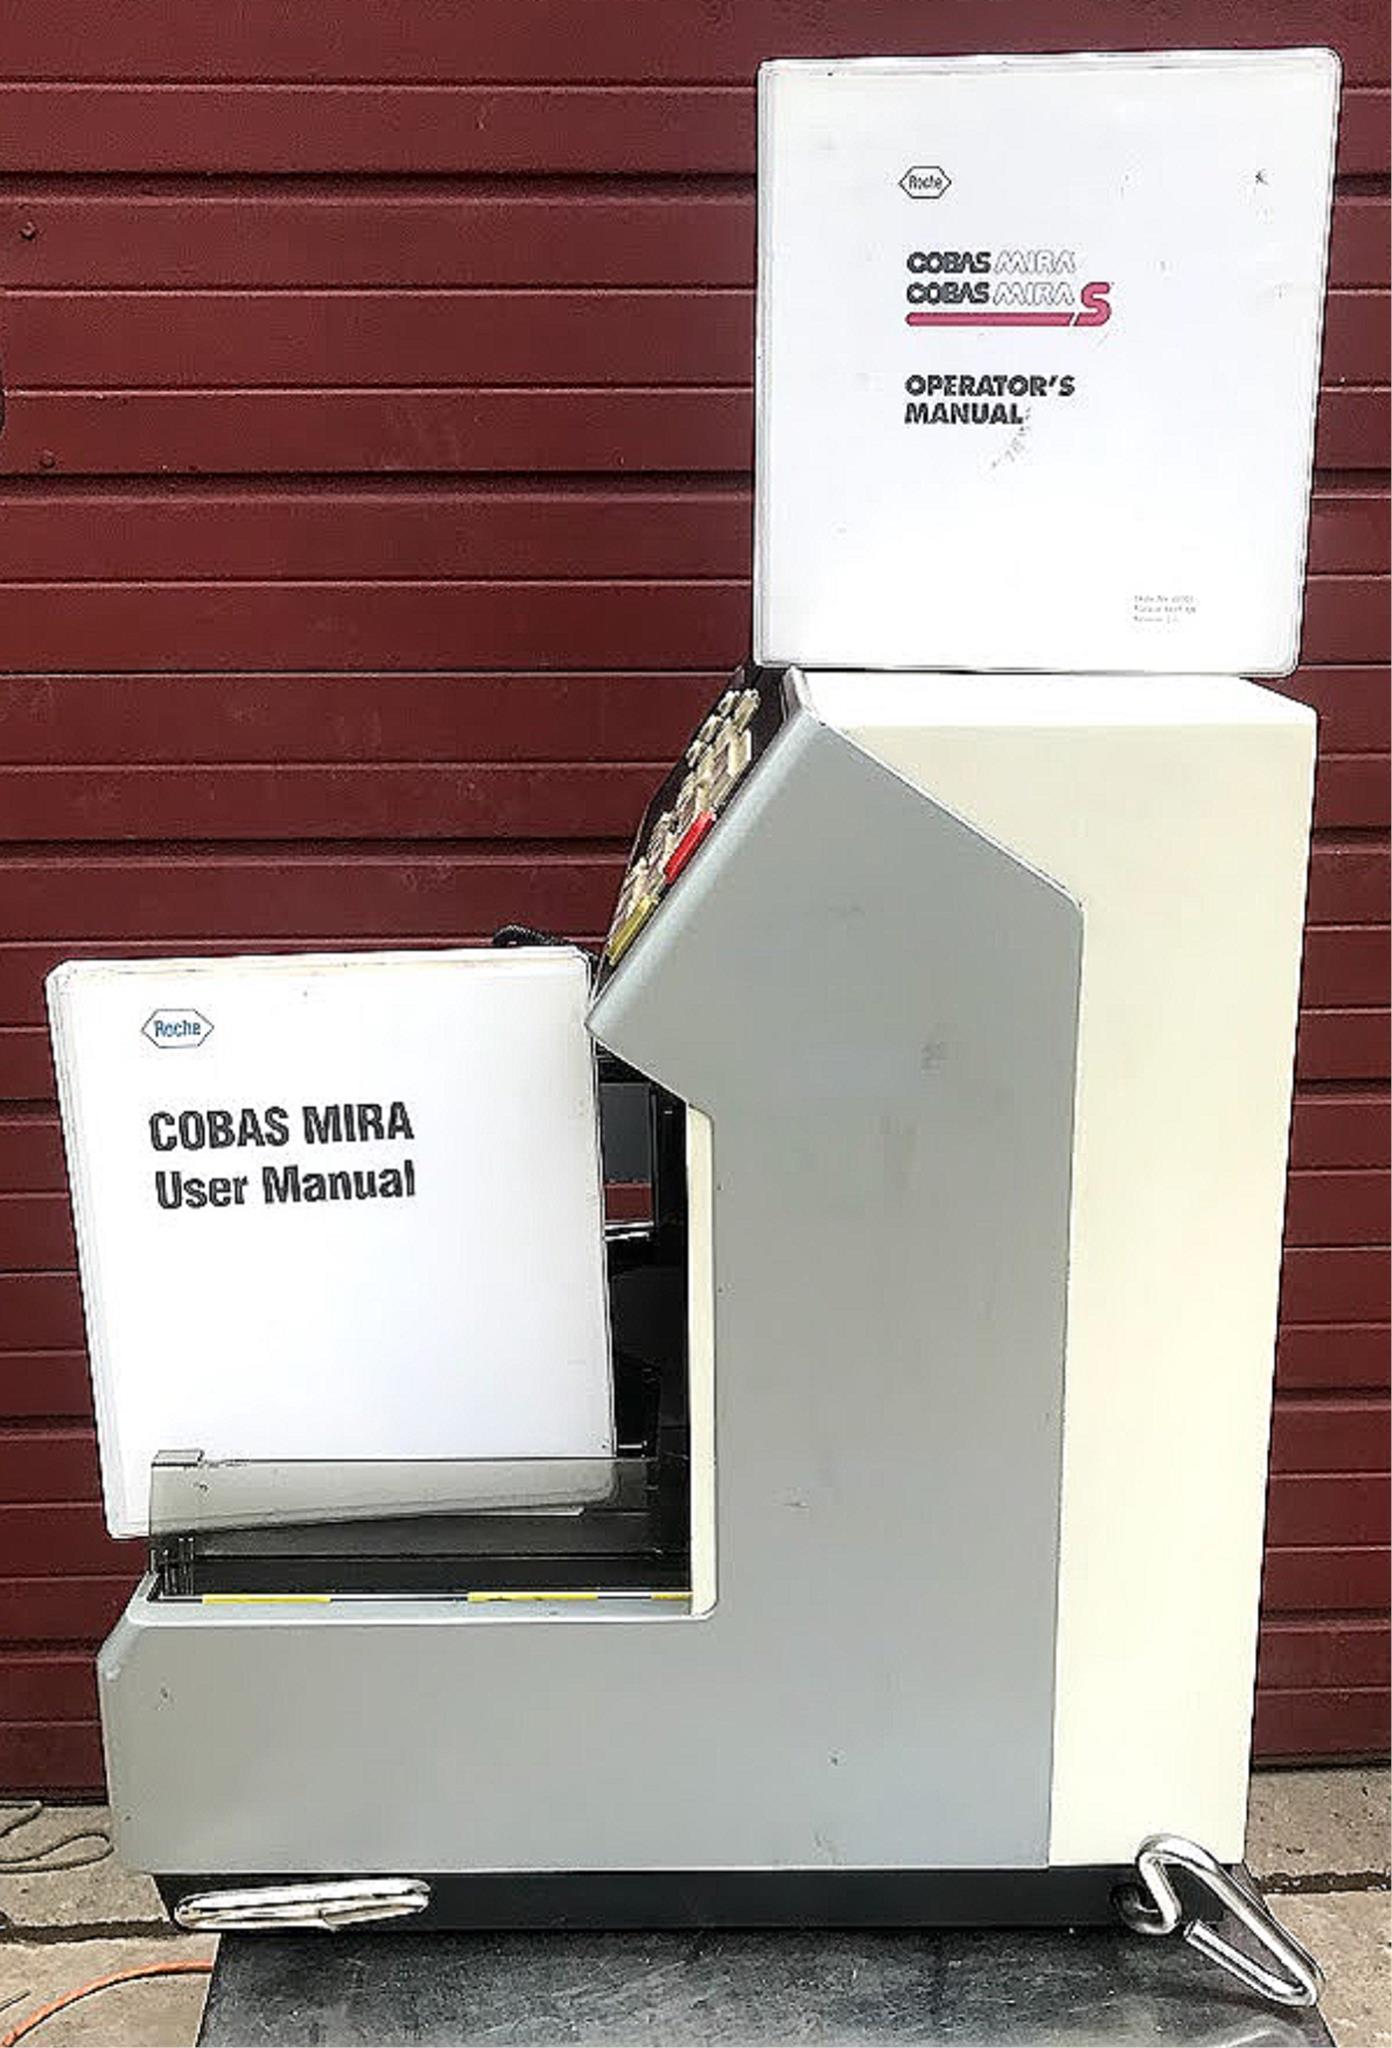 Roche
COBAS MIRA
COBAS MIRA S
OPERATOR'S
MANUAL
Roche
COBAS MIRA
User Manual